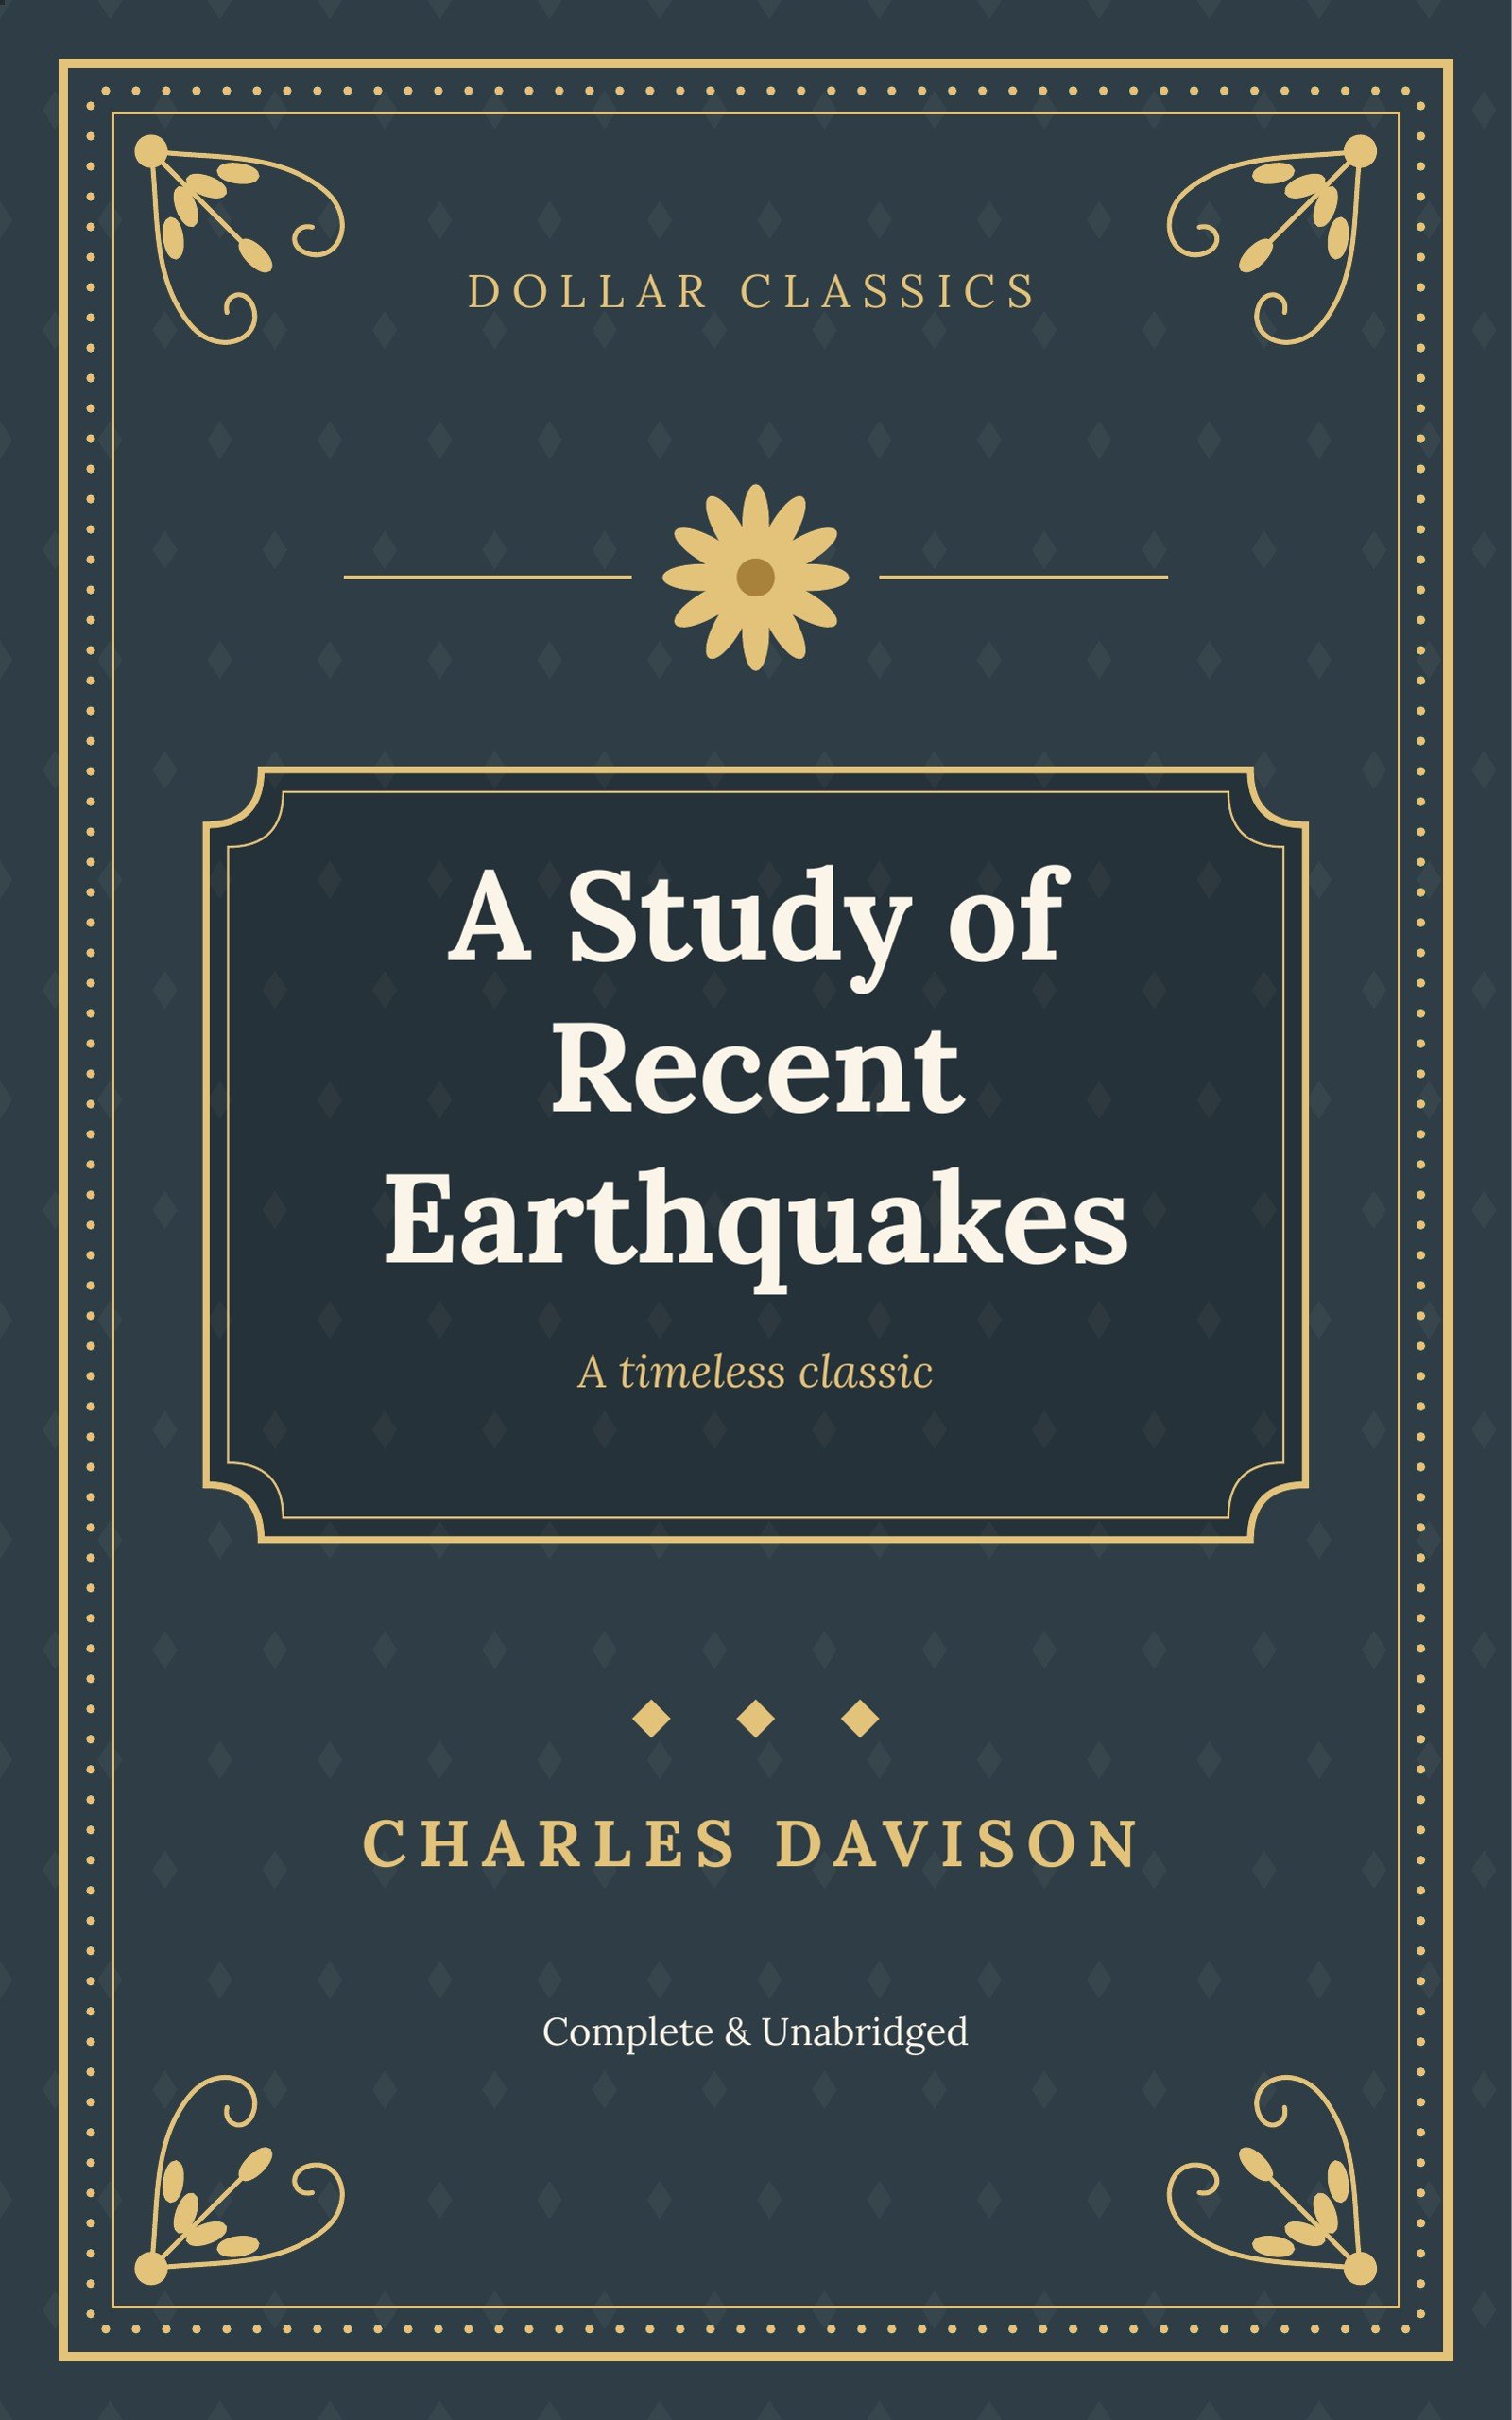 DOLLAR CLASSICS
A Study of
Recent
Earthquakes
A timeless classic
CHARLES DAVISON
Complete & Unabridged